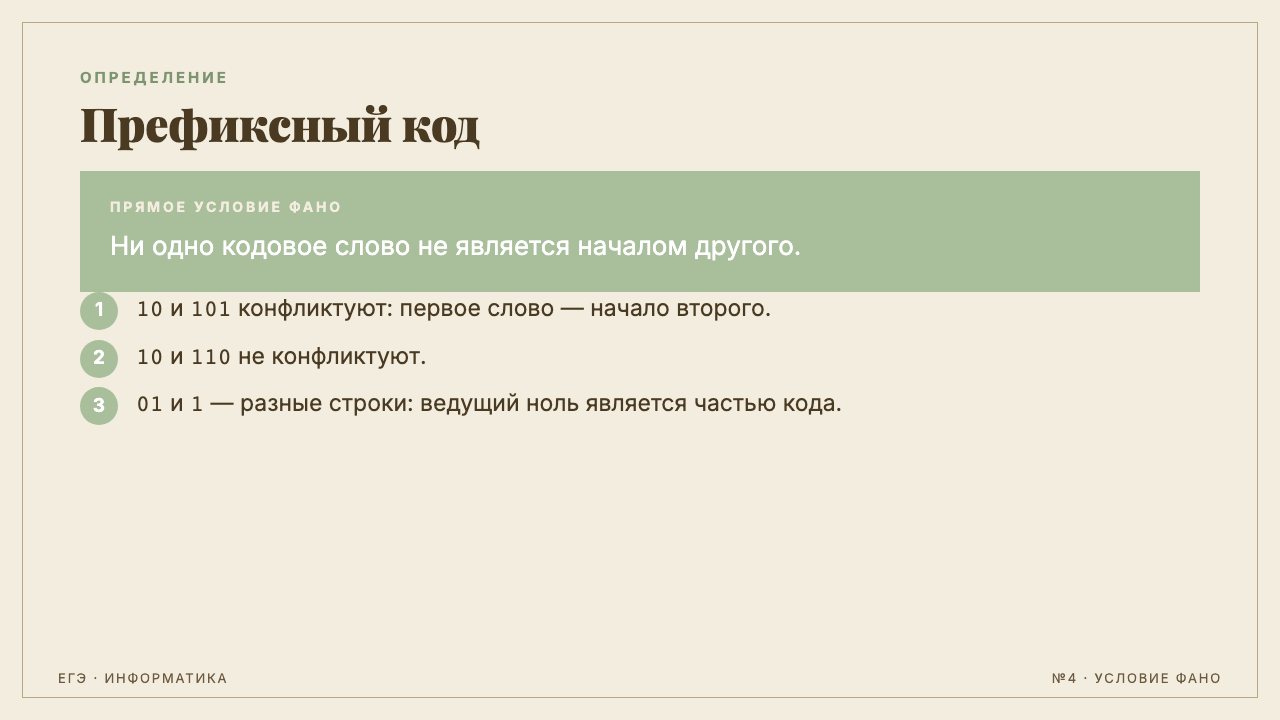 ОПРЕДЕЛЕНИЕ
Префиксный код
ПРЯМОЕ УСЛОВИЕ ФАНО
Ни одно кодовое слово не является началом другого.
1 10 и 101 конфликтуют: первое слово — начало второго.
2 10 и 110 не конфликтуют.
3 01 и 1 — разные строки: ведущий ноль является частью кода.
ЕГЭ · ИНФОРМАТИКА
№4 · УСЛОВИЕ ФАНО